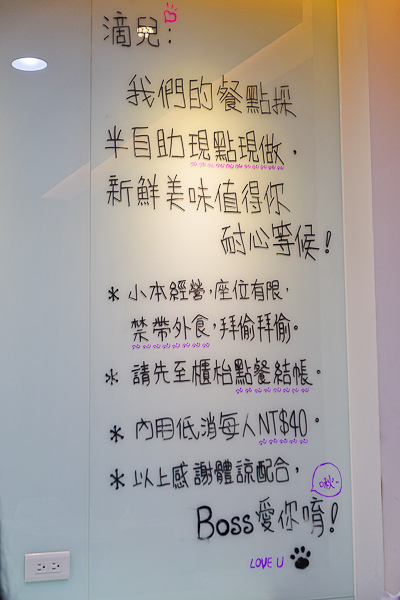 滴兒:
我們的餐點採
半自助現點現做，
新鮮美味值得你
耐心等候!
＊小本經營,座位有限,
禁帶外食,拜偷拜偷。
＊請先至櫃枱點餐結帳。
＊內用低消每人NT$40。
＊以上感謝體諒配合,
啾~
Boss愛你唷!
LOVE U